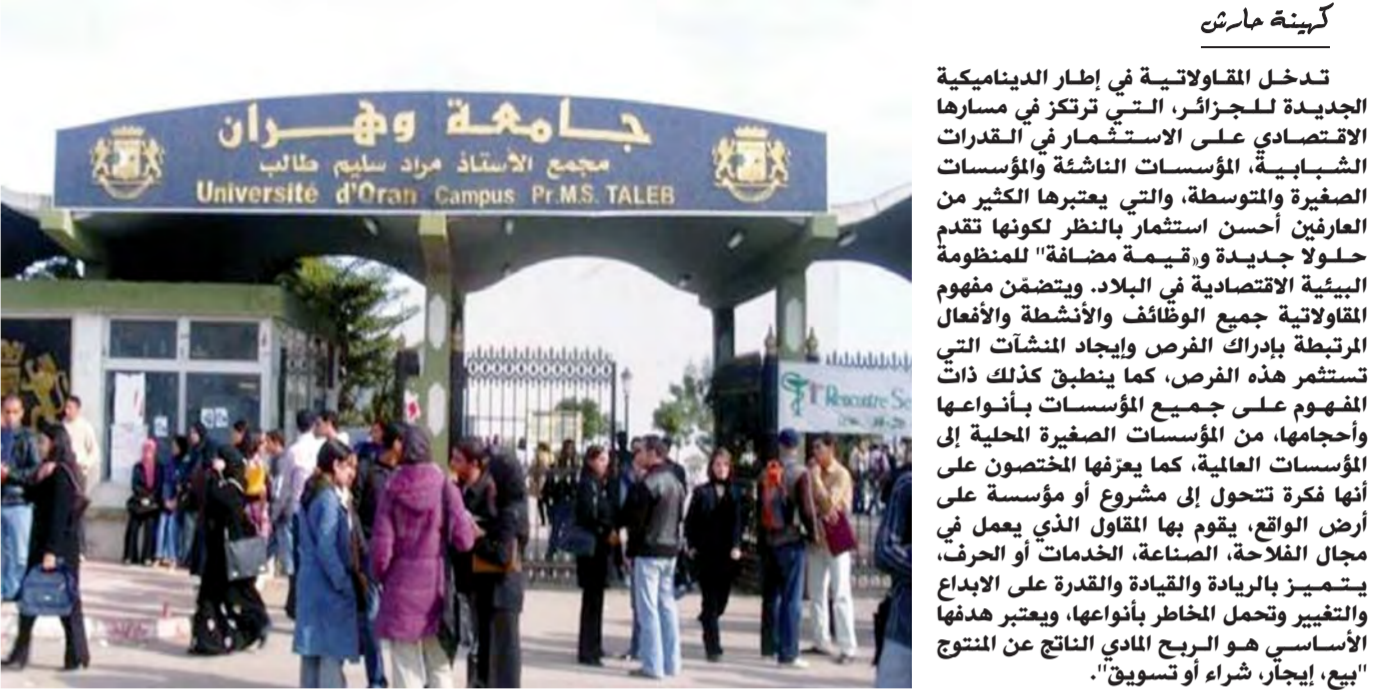 كهينة حارش
تدخل المقاولاتية في إطار الديناميكية
الجديدة للجزائر، التي ترتكز في مسارها
الاقتصادي على الاستثمار في القدرات
الشبابية، المؤسسات الناشئة والمؤسسات
الصغيرة والمتوسطة، والتي يعتبرها الكثير من
العارفين أحسن استثمار بالنظر لكونها تقدم
حلولا جديدة و«قيمة مضافة" للمنظومة
البيئية الاقتصادية في البلاد. ويتضمّن مفهوم
المقاولاتية جميع الوظائف والأنشطة والأفعال
المرتبطة بإدراك الفرص وإيجاد المنشآت التي
تستثمر هذه الفرص، كما ينطبق كذلك ذات
المفهوم على جميع المؤسسات بأنواعها
وأحجامها، من المؤسسات الصغيرة المحلية إلى
المؤسسات العالمية، كما يعرّفها المختصون على
أنها فكرة تتحول إلى مشروع أو مؤسسة على
أرض الواقع، يقوم بها المقاول الذي يعمل في
مجال الفلاحة، الصناعة، الخدمات أو الحرف،
يتميز بالريادة والقيادة والقدرة على الابداع
والتغيير وتحمل المخاطر بأنواعها، ويعتبر هدفها
الأساسي هو الربح المادي الناتج عن المنتوج
"بيع، إيجار، شراء أو تسويق".
جامعة وهران
مجمع الأستاذ مراد سليم طالب
Université d'Oran Campus Pr.M.S. TALEB
Rencontre